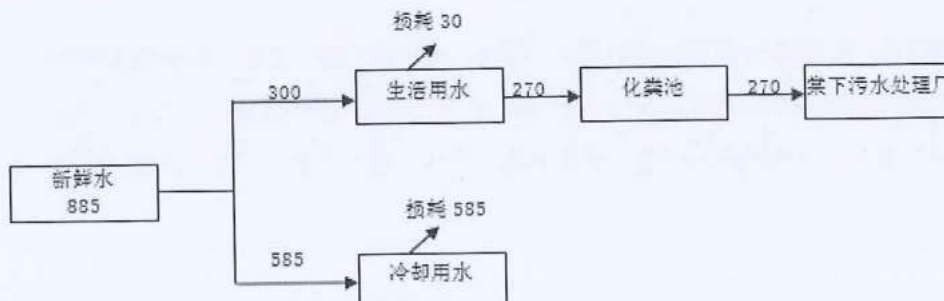 损耗 30
300
生活用水
270
化粪池
270
棠下污水处理厂
新鲜水
885
损耗 585
585
冷却用水